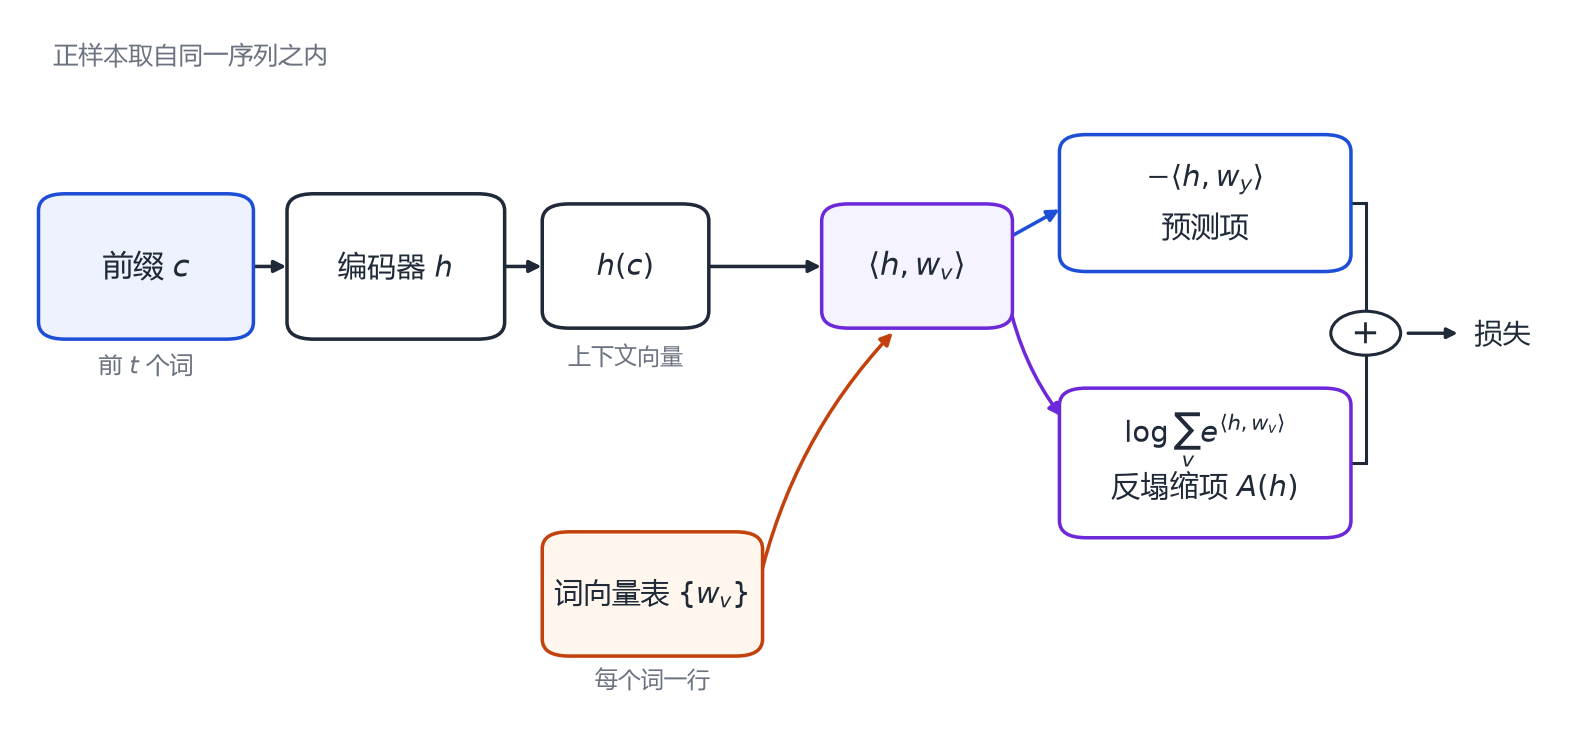 正样本取自同一序列之内
前缀 c
前 t 个词
编码器 h
h(c)
上下文向量
⟨h, w_v⟩
−⟨h, w_y⟩
预测项
log ∑_v e^{⟨h, w_v⟩}
反塌缩项 A(h)
+
损失
词向量表 {w_v}
每个词一行